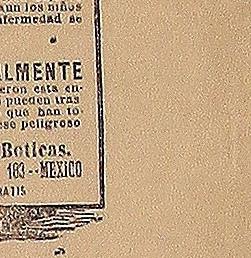 aun los niños
nfermedad se
ALMENTE
eron esta en-
pueden tras
que han to-
ese peligroso
Boticas.
183--MEXICO
RATIS